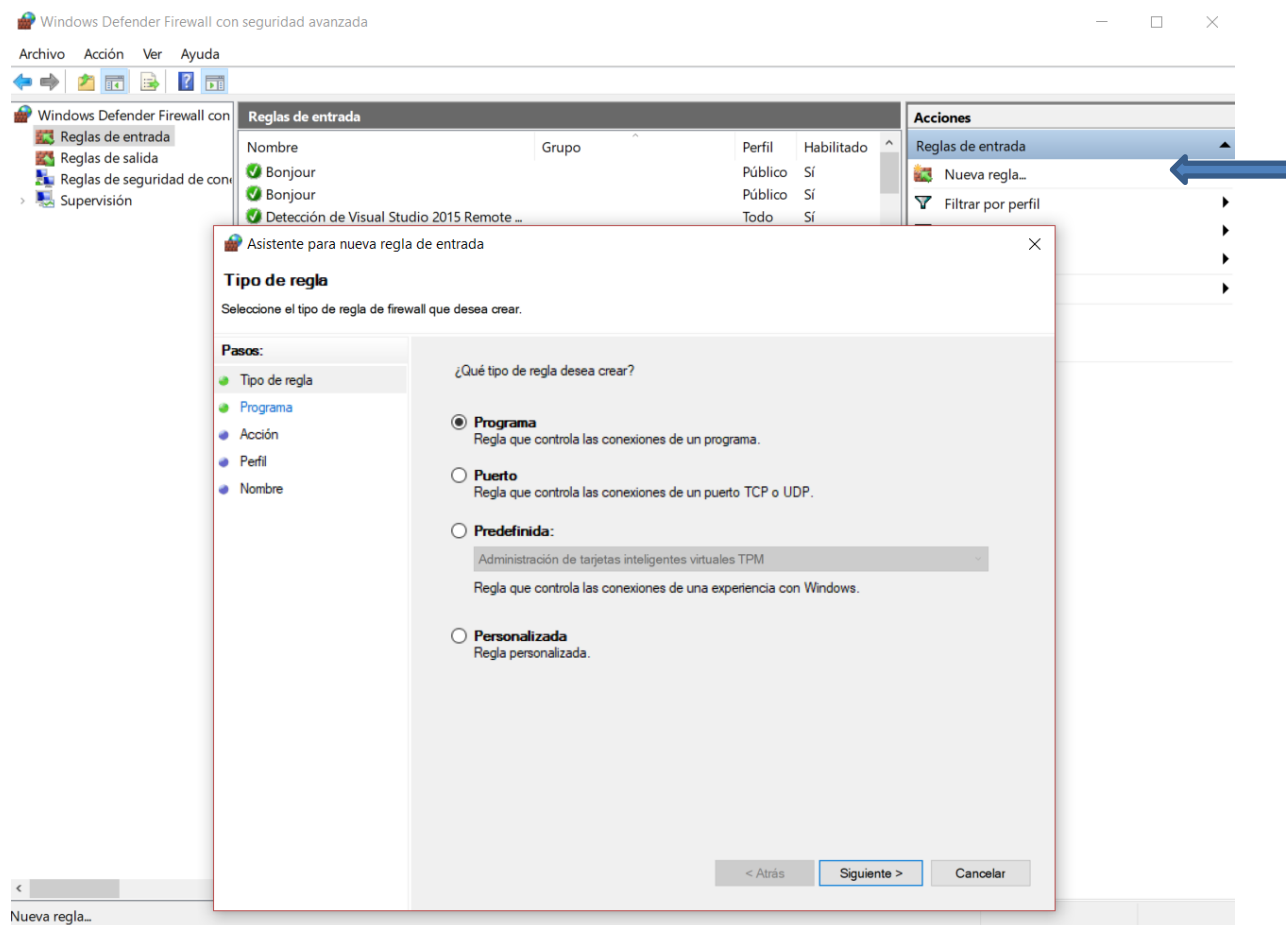 Windows Defender Firewall con seguridad avanzada
Archivo Acción Ver Ayuda
Windows Defender Firewall con
Reglas de entrada
Reglas de salida
Reglas de seguridad de cone
Supervisión
Reglas de entrada
Nombre Grupo Perfil Habilitado
Bonjour Público Sí
Bonjour Público Sí
Detección de Visual Studio 2015 Remote ... Todo Sí
Acciones
Reglas de entrada
Nueva regla...
Filtrar por perfil
Asistente para nueva regla de entrada
Tipo de regla
Seleccione el tipo de regla de firewall que desea crear.
Pasos:
Tipo de regla
Programa
Acción
Perfil
Nombre
¿Qué tipo de regla desea crear?
Programa
Regla que controla las conexiones de un programa.
Puerto
Regla que controla las conexiones de un puerto TCP o UDP.
Predefinida:
Administración de tarjetas inteligentes virtuales TPM
Regla que controla las conexiones de una experiencia con Windows.
Personalizada
Regla personalizada.
< Atrás Siguiente > Cancelar
Nueva regla...